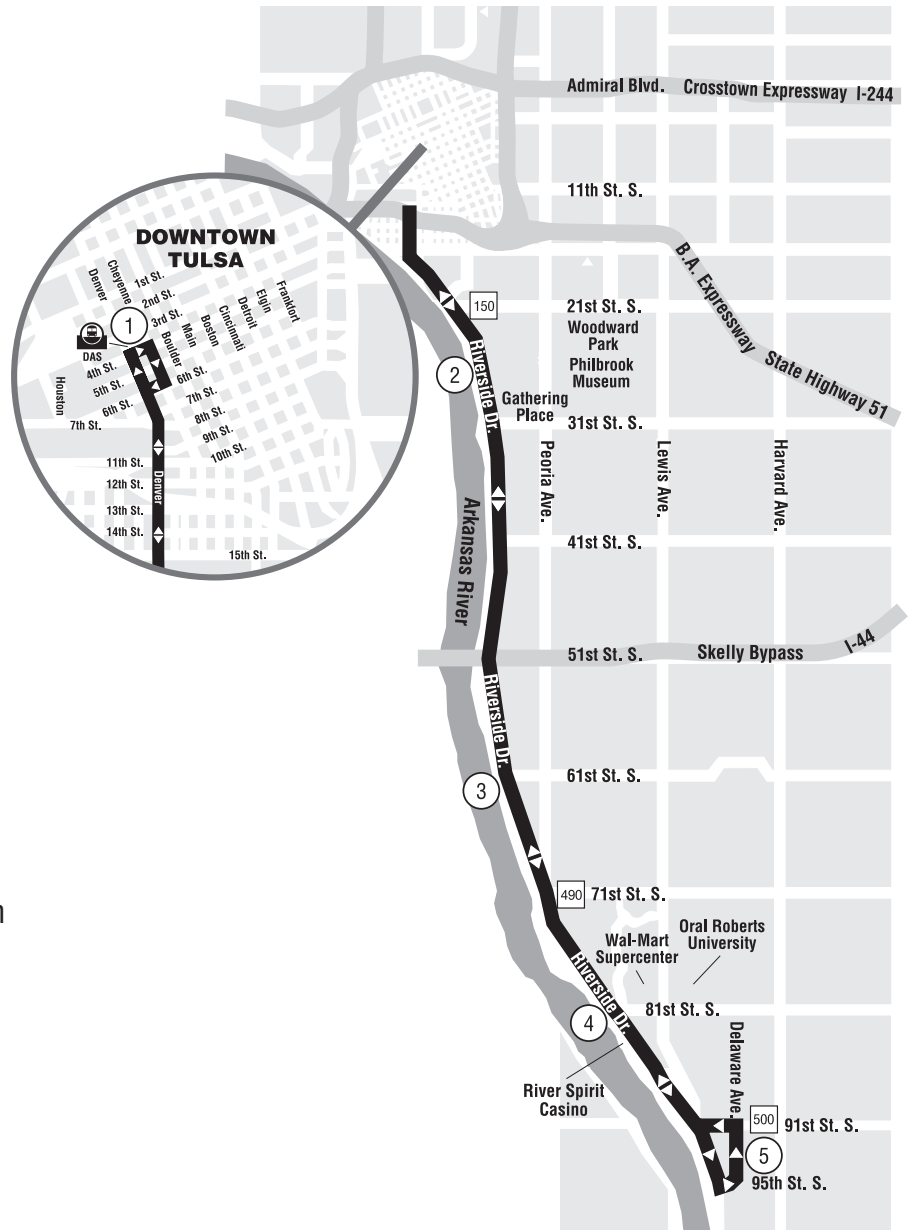 Admiral Blvd.
Crosstown Expressway
I-244
11th St. S.
B.A. Expressway
State Highway 51
150
21st St. S.
Woodward
Park
Philbrook
Museum
2
Riverside Dr.
Gathering
Place
31st St. S.
Peoria Ave.
Lewis Ave.
Harvard Ave.
Arkansas River
41st St. S.
51st St. S.
Skelly Bypass
I-44
Riverside Dr.
61st St. S.
3
490
71st St. S.
Wal-Mart
Supercenter
Oral Roberts
University
Riverside Dr.
81st St. S.
4
River Spirit
Casino
Delaware Ave.
500
91st St. S.
5
95th St. S.
DOWNTOWN
TULSA
Denver
Cheyenne
1st St.
2nd St.
3rd St.
1
DAS
Boulder
Main
Boston
Cincinnati
Detroit
Elgin
Frankfort
4th St.
5th St.
6th St.
Houston
7th St.
6th St.
7th St.
8th St.
9th St.
10th St.
11th St.
12th St.
13th St.
14th St.
Denver
15th St.